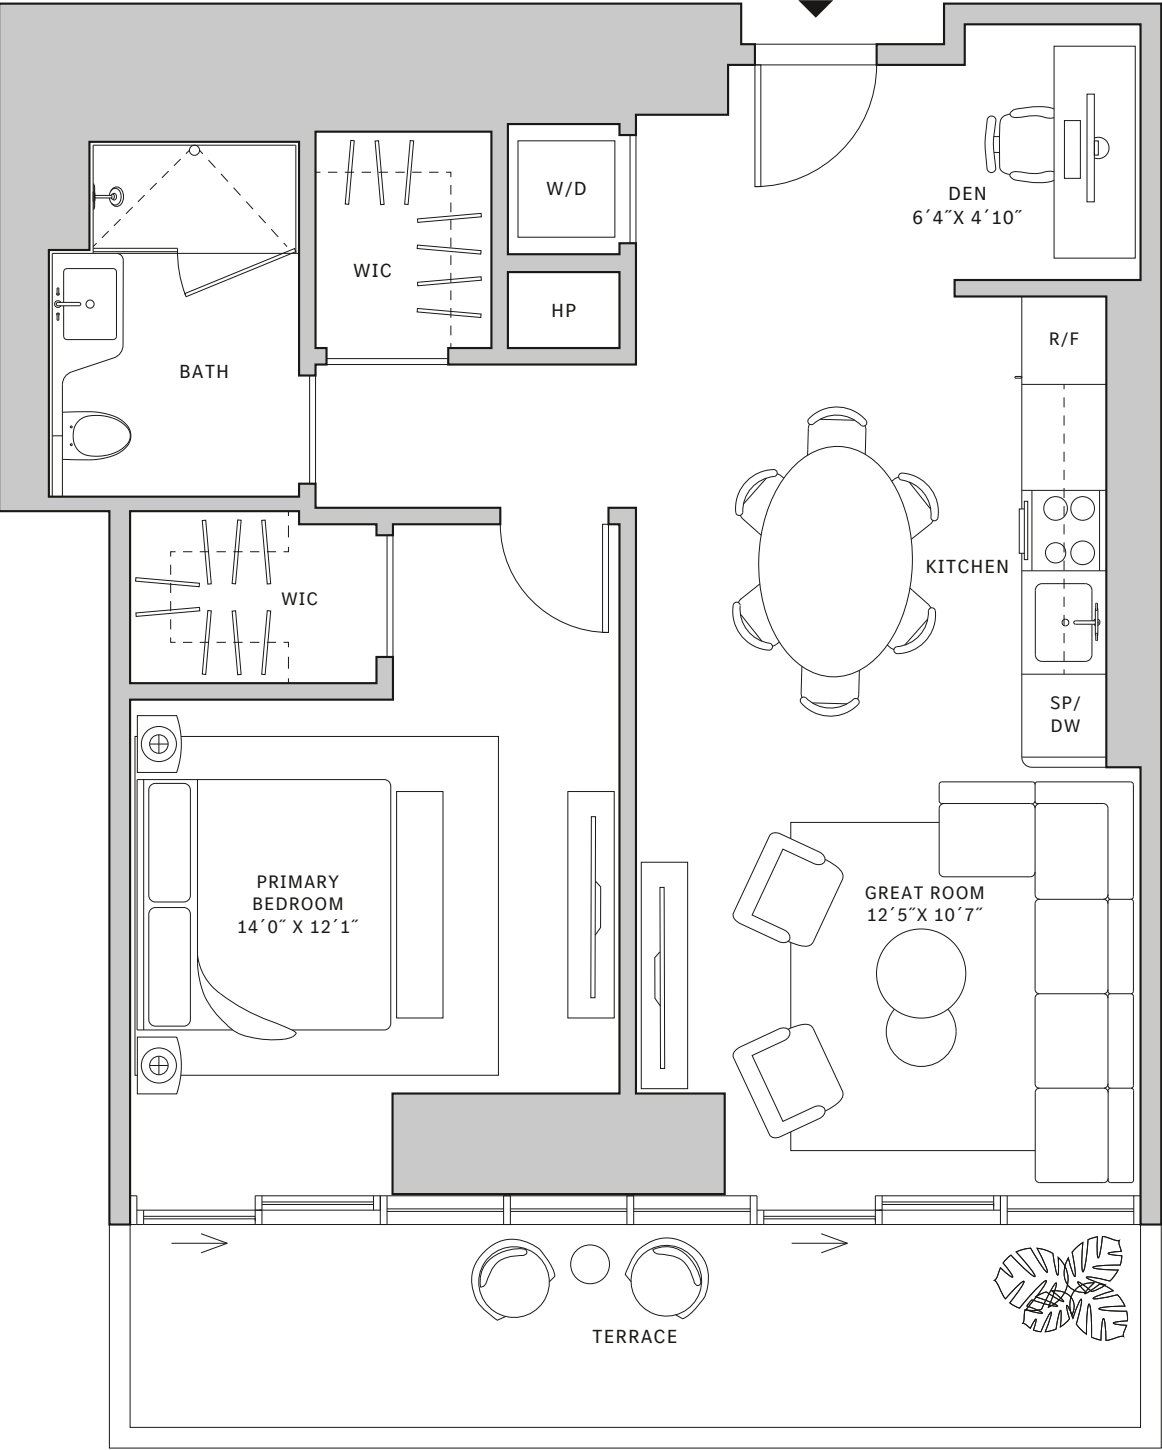 W/D
DEN
6´4˝X 4´10˝
WIC
HP
R/F
BATH
KITCHEN
WIC
SP/
DW
PRIMARY
BEDROOM
14´0˝ X 12´1˝
GREAT ROOM
12´5˝X 10´7˝
TERRACE